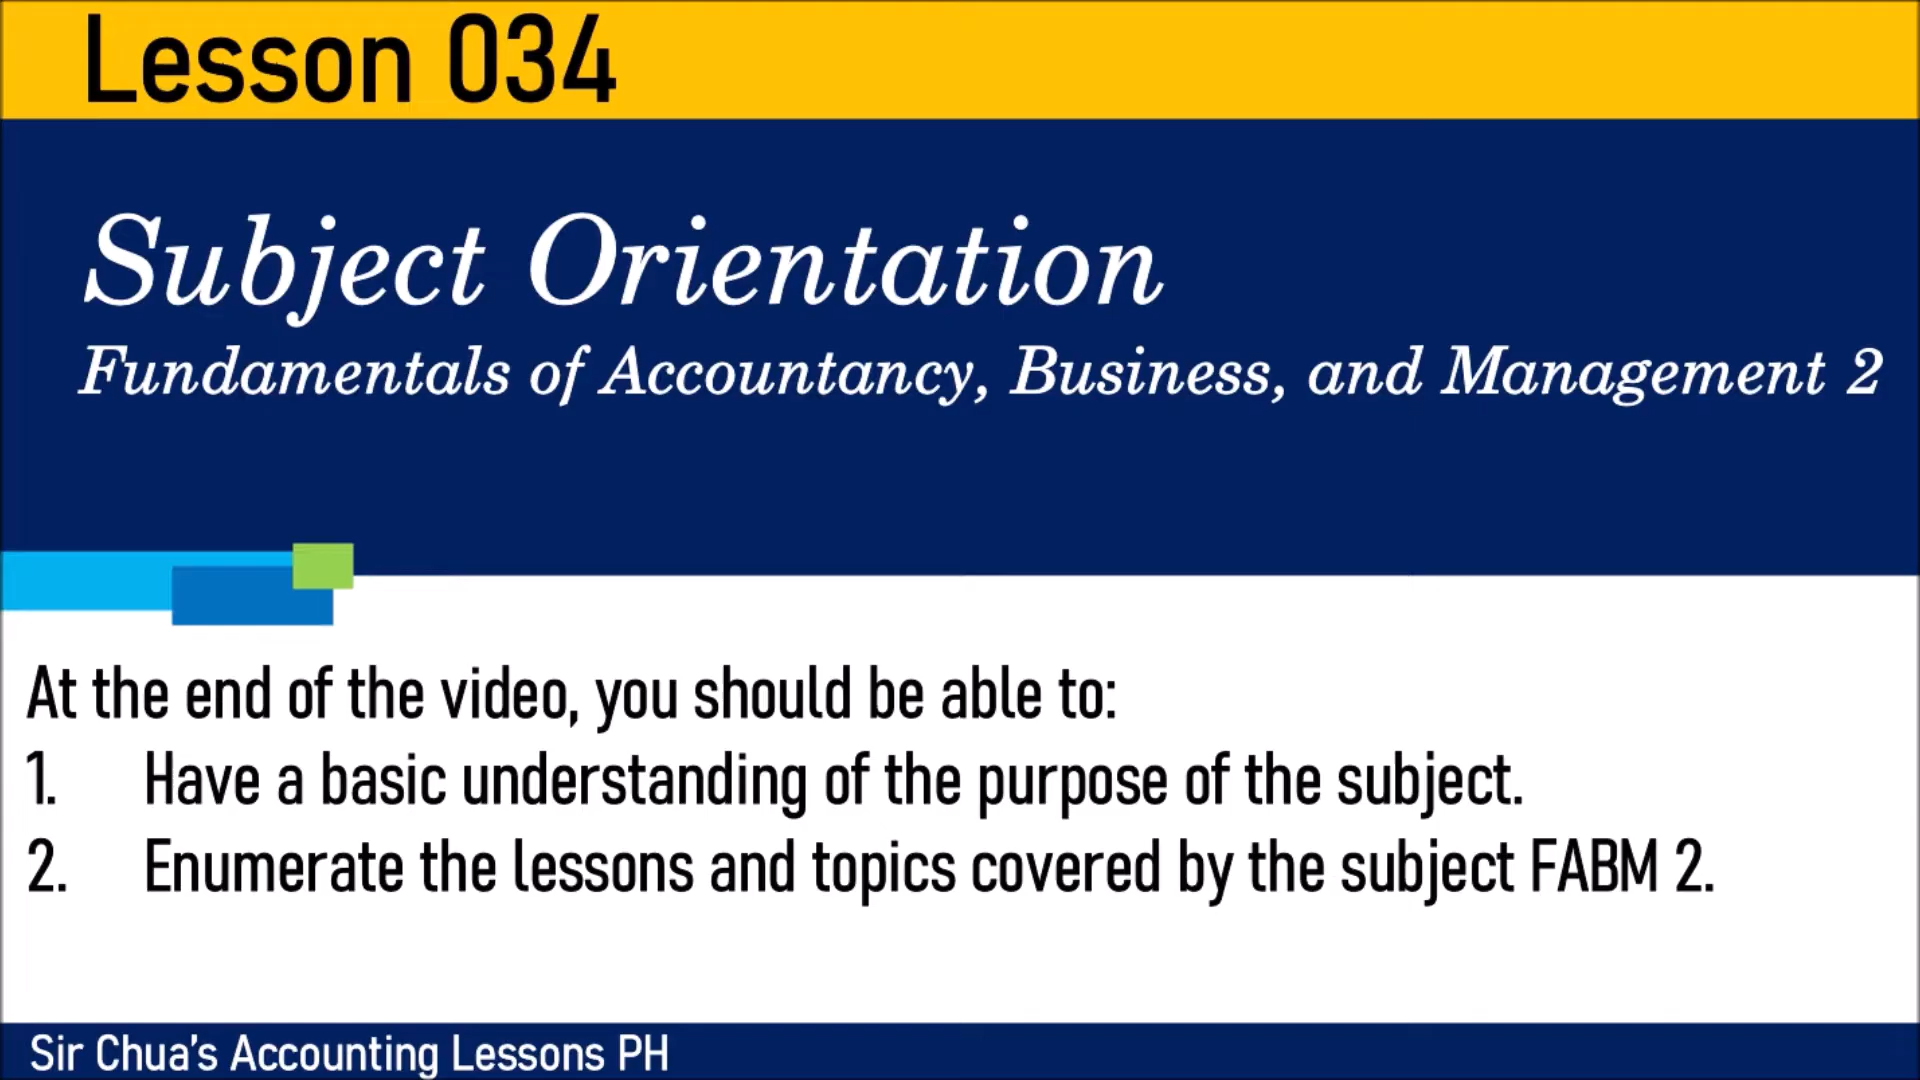 Lesson 034
Subject Orientation
Fundamentals of Accountancy, Business, and Management 2
At the end of the video, you should be able to:
1. Have a basic understanding of the purpose of the subject.
2. Enumerate the lessons and topics covered by the subject FABM 2.
Sir Chua's Accounting Lessons PH